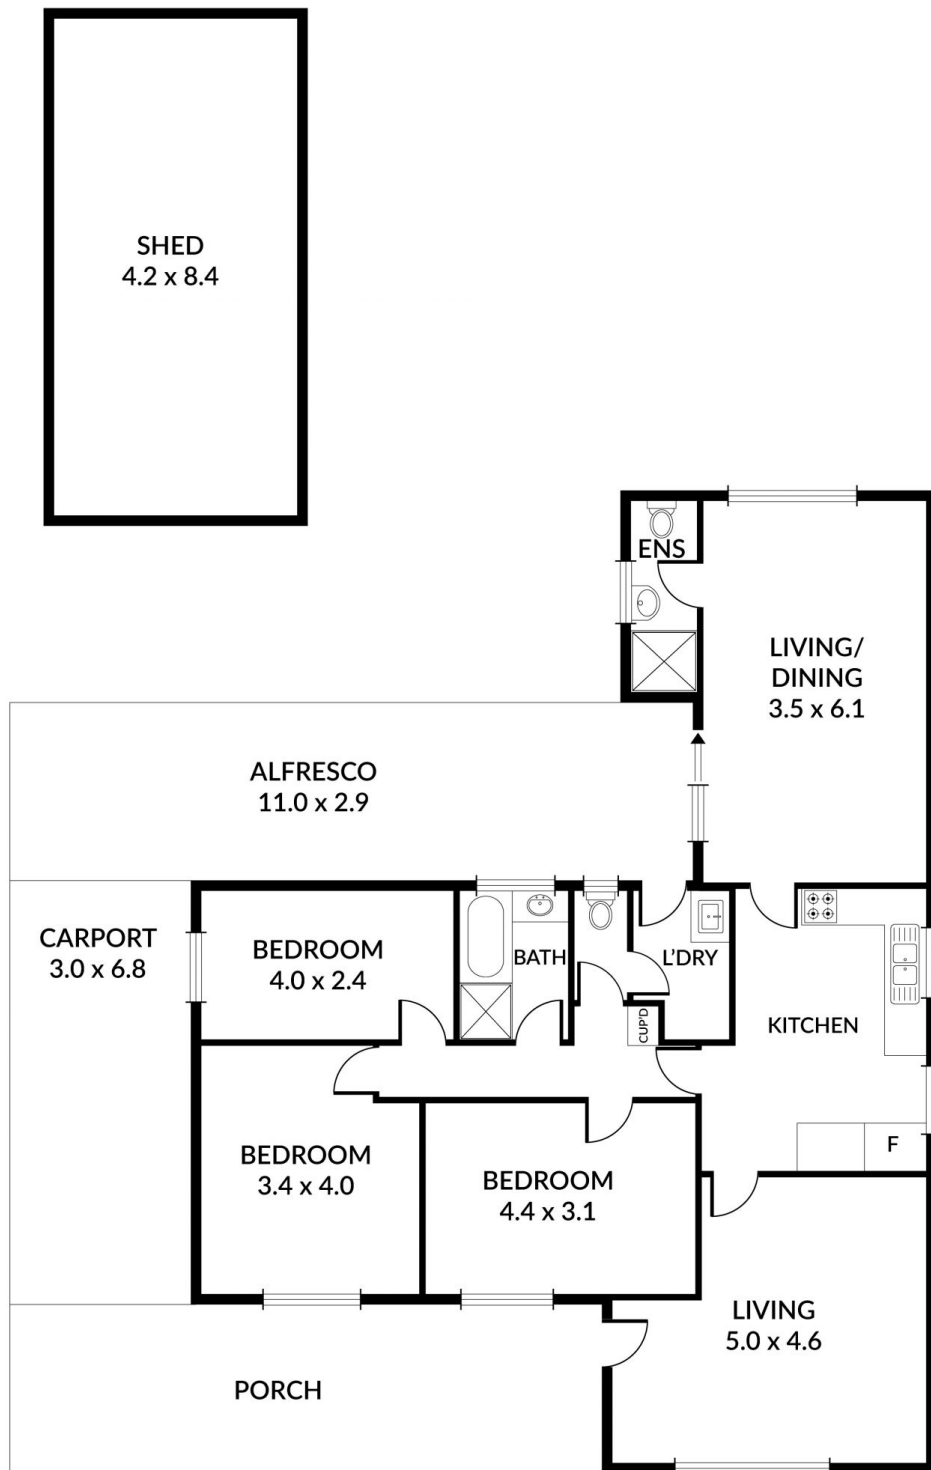 SHED
4.2 x 8.4
ENS
LIVING/
DINING
3.5 x 6.1
ALFRESCO
11.0 x 2.9
CARPORT
3.0 x 6.8
BEDROOM
4.0 x 2.4
BATH
L'DRY
CUP'D
KITCHEN
F
BEDROOM
3.4 x 4.0
BEDROOM
4.4 x 3.1
LIVING
5.0 x 4.6
PORCH